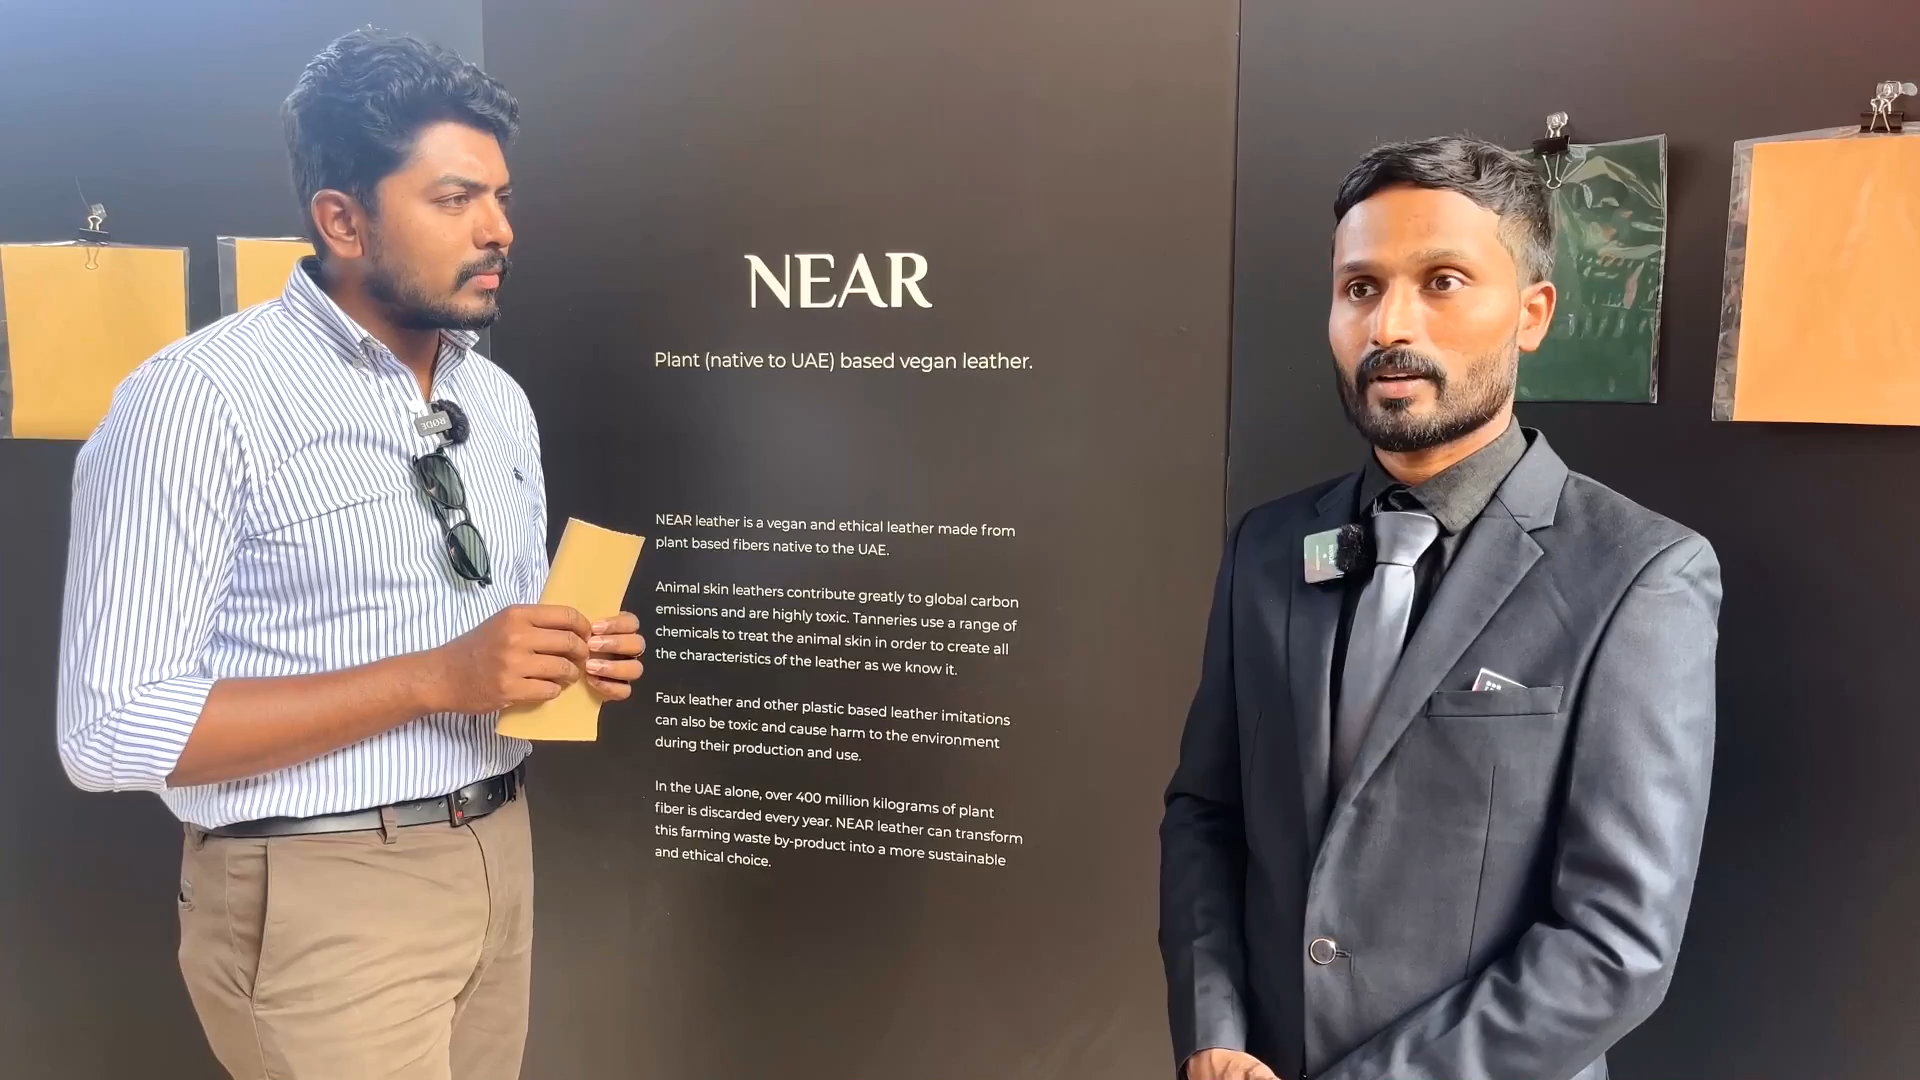 NEAR
Plant (native to UAE) based vegan leather.
NEAR leather is a vegan and ethical leather made from
plant based fibers native to the UAE.
Animal skin leathers contribute greatly to global carbon
emissions and are highly toxic. Tanneries use a range of
chemicals to treat the animal skin in order to create all
the characteristics of the leather as we know it.
Faux leather and other plastic based leather imitations
can also be toxic and cause harm to the environment
during their production and use.
In the UAE alone, over 400 million kilograms of plant
fiber is discarded every year. NEAR leather can transform
this farming waste by-product into a more sustainable
and ethical choice.
RØDE